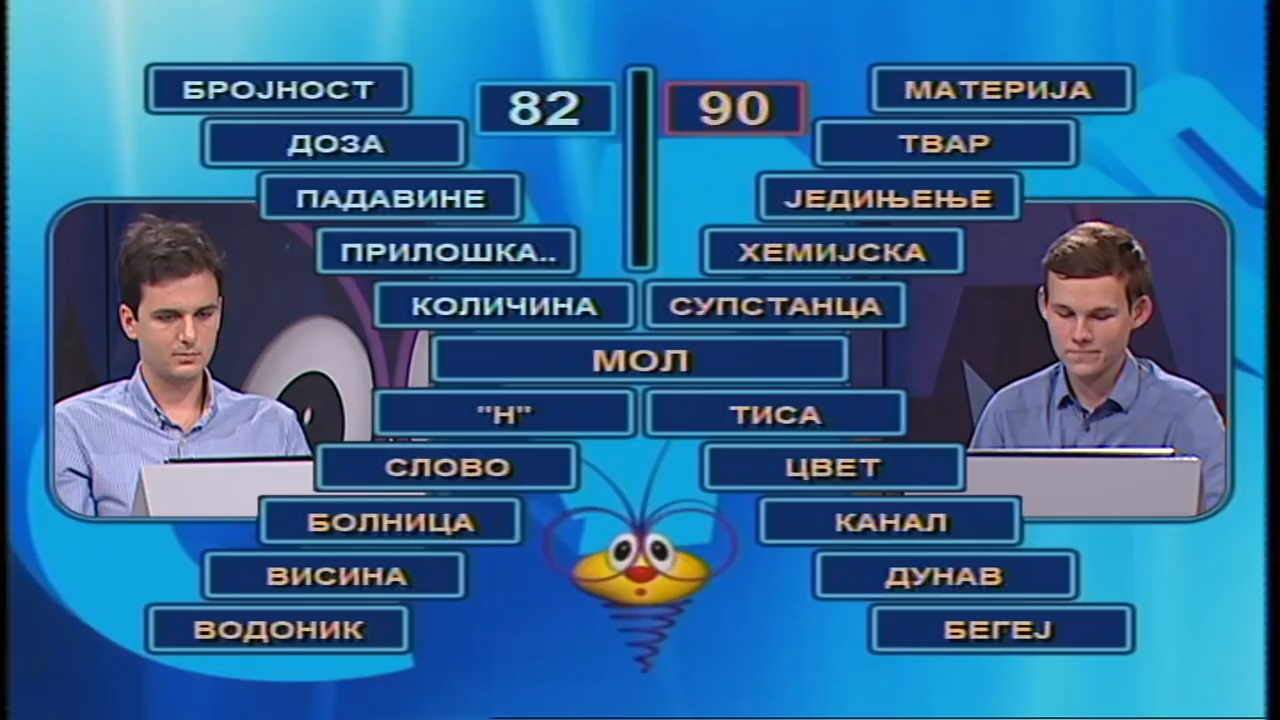 БРОЈНОСТ
82
90
МАТЕРИЈА
ДОЗА
ТВАР
ПАДАВИНЕ
ЈЕДИЊЕЊЕ
ПРИЛОШКА..
ХЕМИЈСКА
КОЛИЧИНА
СУПСТАНЦА
МОЛ
"Н"
ТИСА
СЛОВО
ЦВЕТ
БОЛНИЦА
КАНАЛ
ВИСИНА
ДУНАВ
ВОДОНИК
БЕГЕЈ